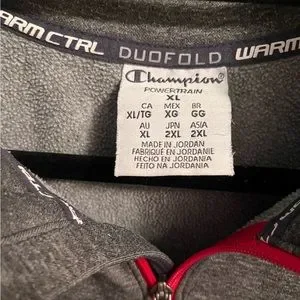 WARM CTRL DUOFOLD WARM
Champion
POWERTRAIN
XL
CA MEX BR
XL/TG XG GG
AU JPN ASIA
XL 2XL 2XL
MADE IN JORDAN
FABRIQUÉ EN JORDANIE
HECHO EN JORDANIA
FEITO NA JORDÂNIA